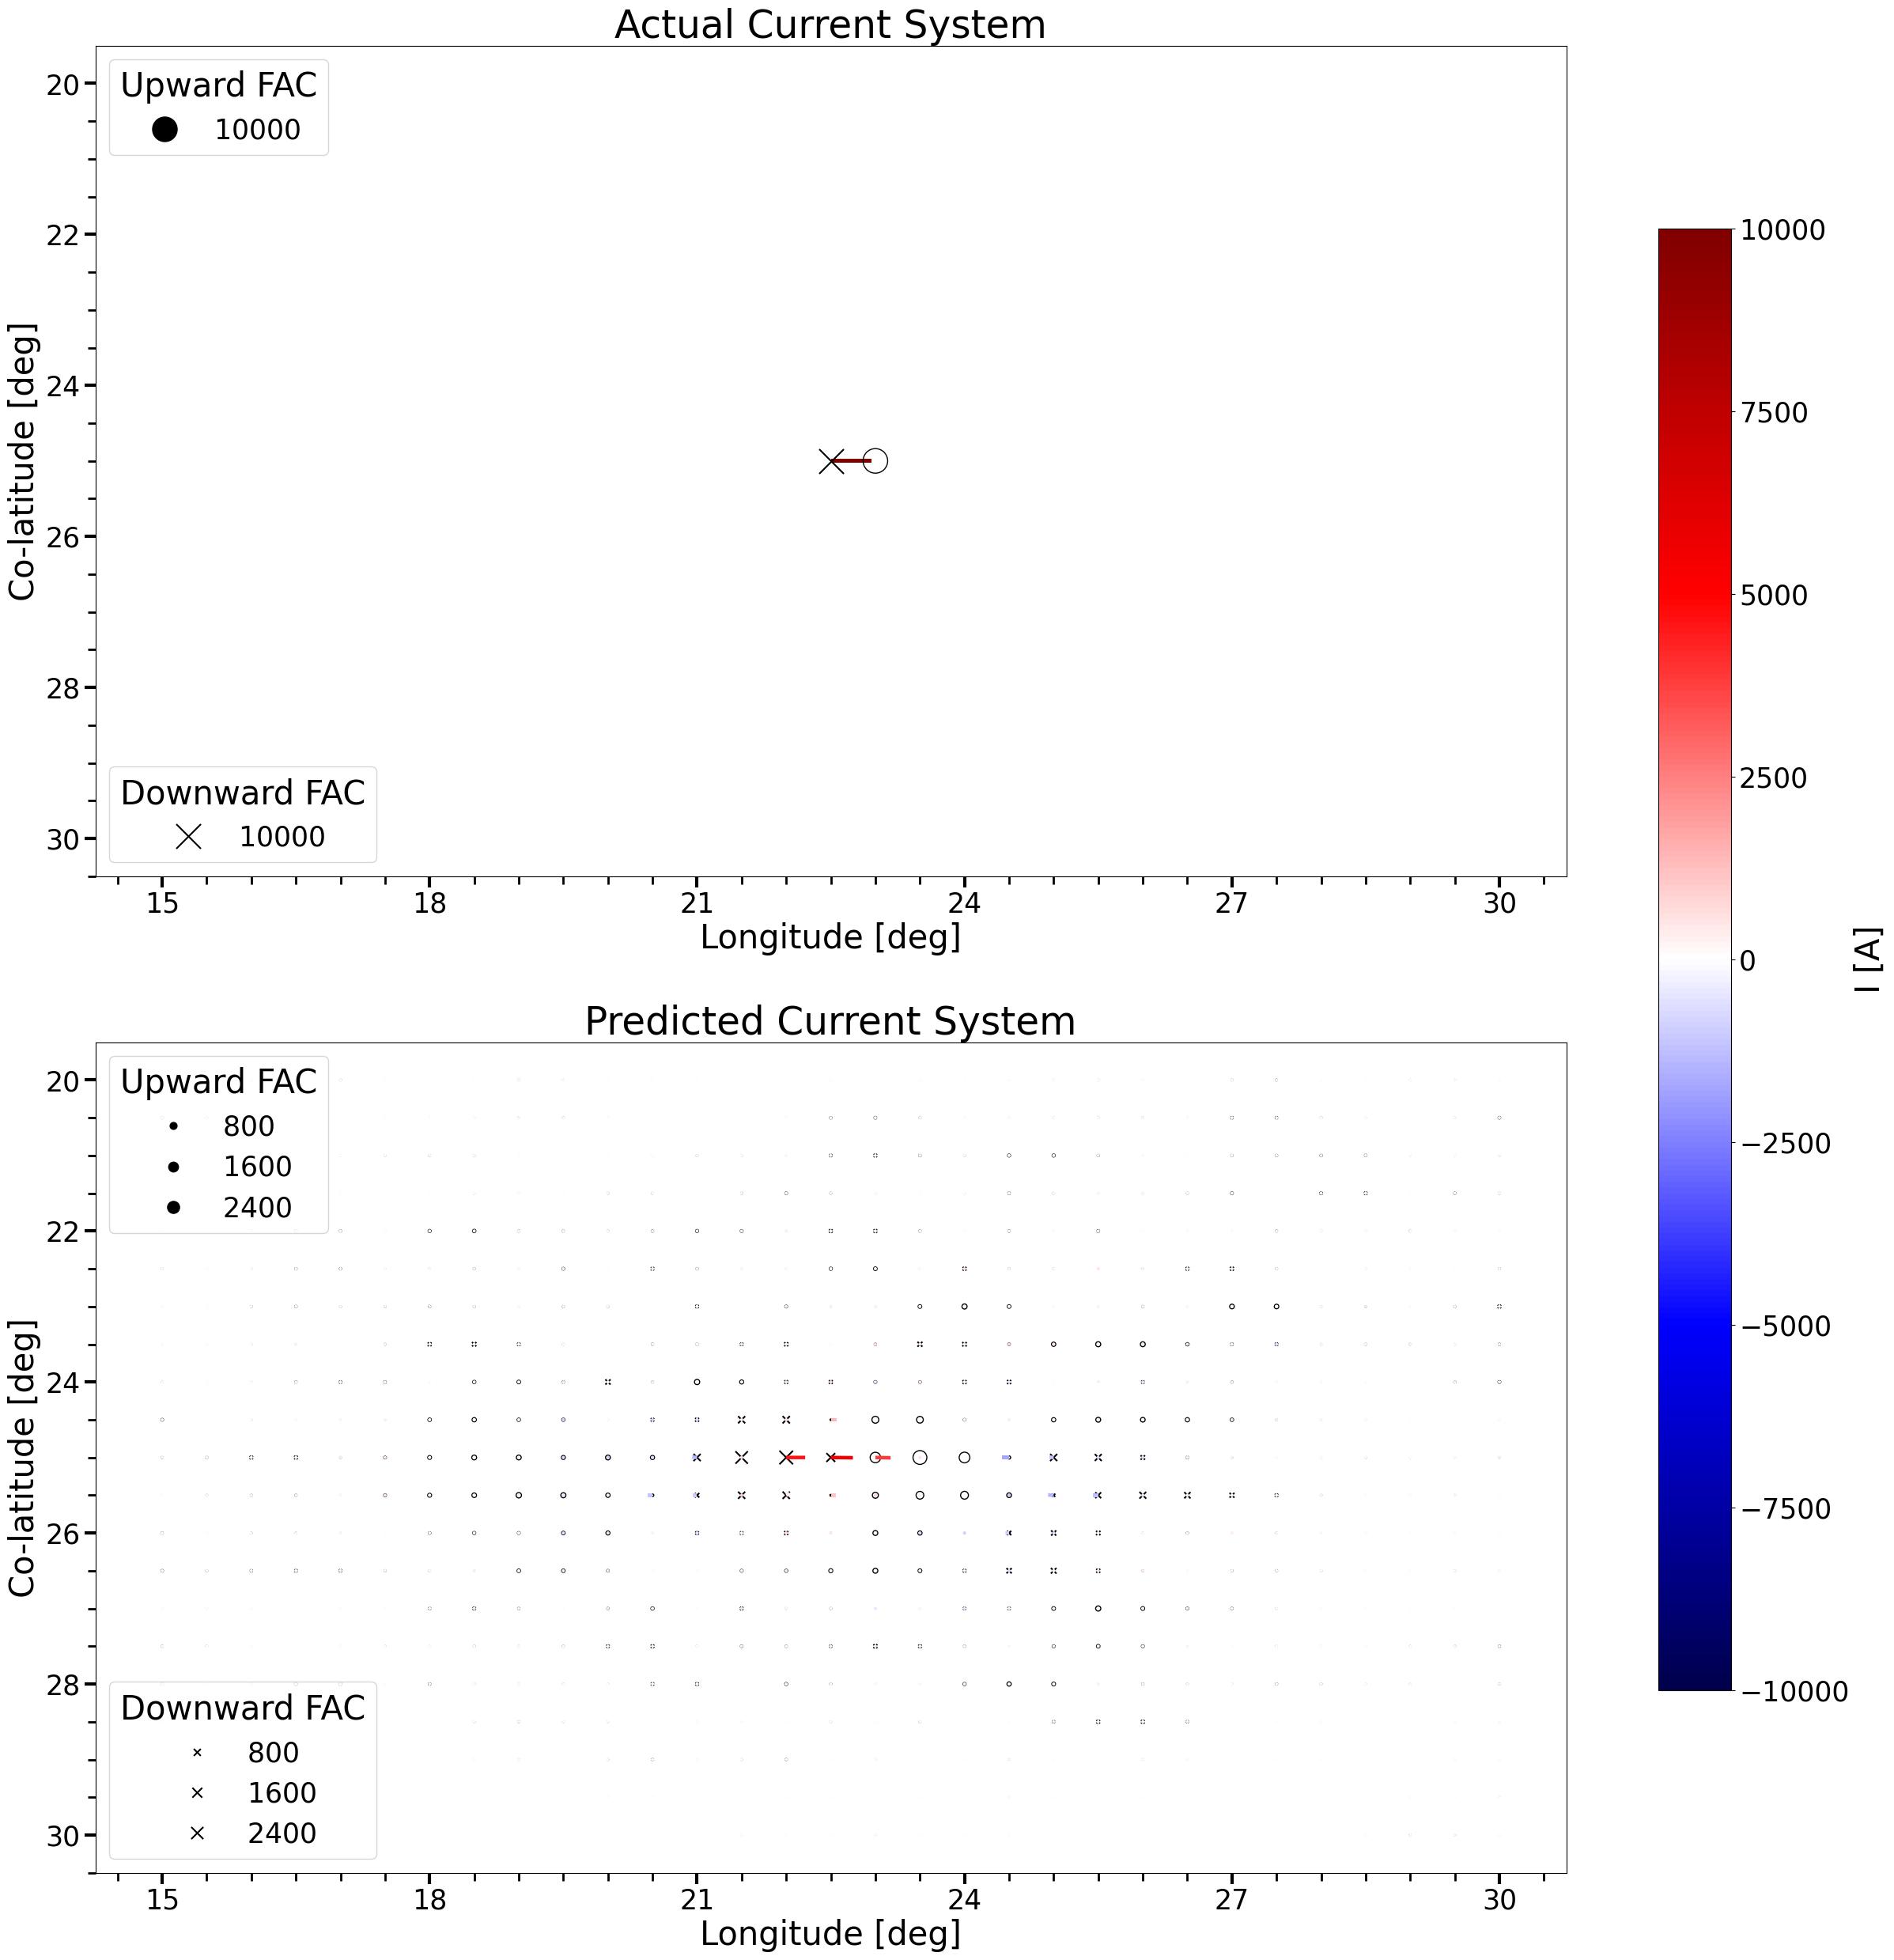 Actual Current System
Upward FAC
10000
Downward FAC
10000
20
22
24
26
28
30
Co-latitude [deg]
15 18 21 24 27 30
Longitude [deg]
Predicted Current System
Upward FAC
800
1600
2400
Downward FAC
800
1600
2400
20
22
24
26
28
30
Co-latitude [deg]
15 18 21 24 27 30
Longitude [deg]
10000
7500
5000
2500
0
−2500
−5000
−7500
−10000
I [A]